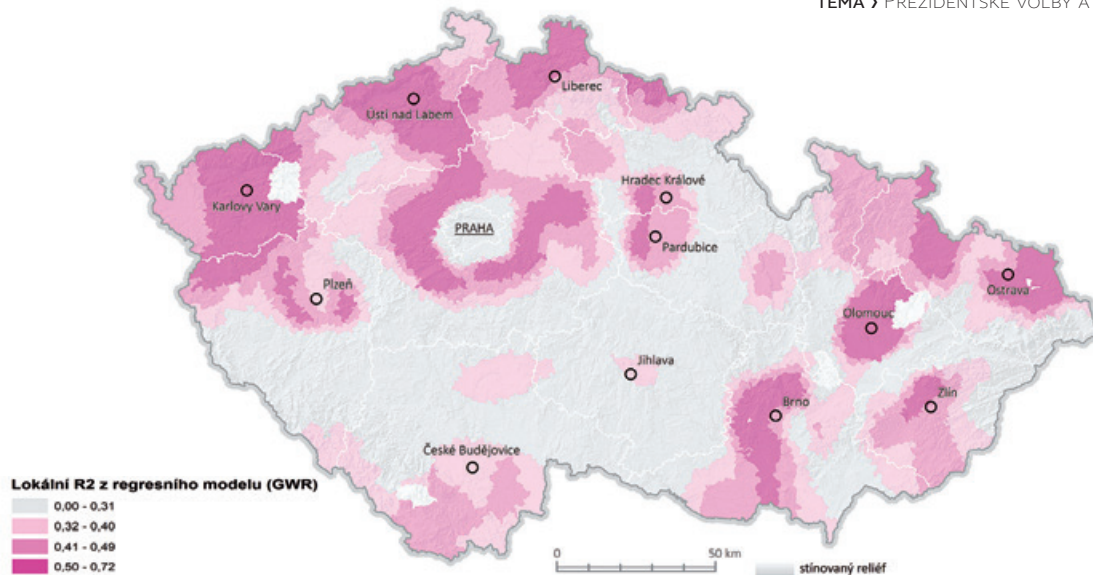 TÉMA › PREZIDENTSKÉ VOLBY A
Liberec
Ústí nad Labem
Karlovy Vary
Hradec Králové
PRAHA
Pardubice
Plzeň
Ostrava
Olomouc
Jihlava
Zlín
Brno
České Budějovice
Lokální R2 z regresního modelu (GWR)
0,00 - 0,31
0,32 - 0,40
0,41 - 0,49
0,50 - 0,72
0 50 km
stínovaný reliéf